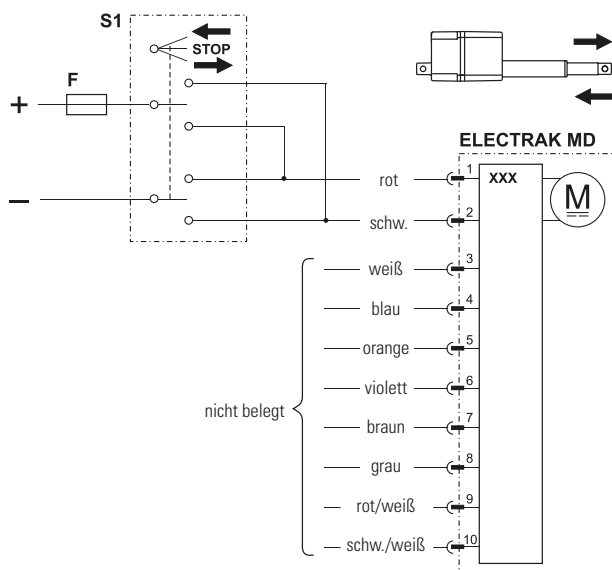 S1
STOP
F
+
–
ELECTRAK MD
XXX
M
rot 1
schw. 2
weiß 3
blau 4
orange 5
violett 6
nicht belegt
braun 7
grau 8
rot/weiß 9
schw./weiß 10